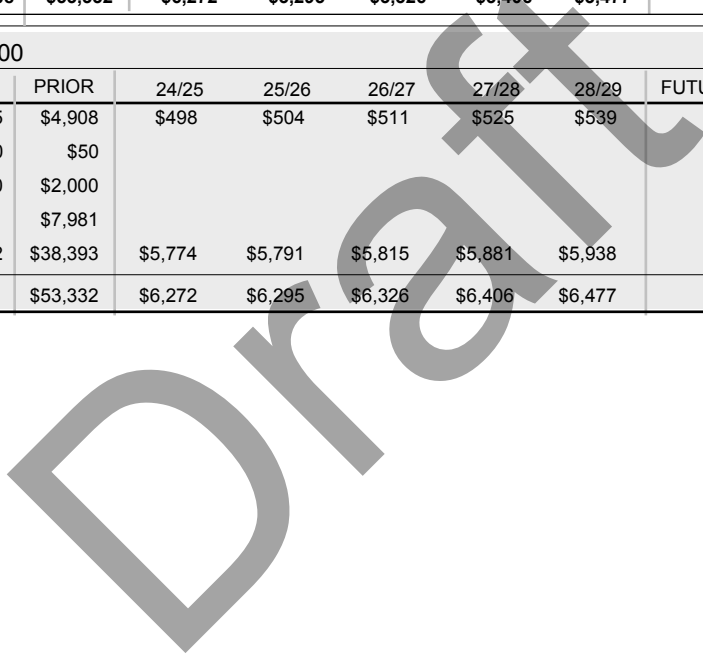 00
PRIOR 24/25 25/26 26/27 27/28 28/29
$4,908 $498 $504 $511 $525 $539
$50
$2,000
$7,981
$38,393 $5,774 $5,791 $5,815 $5,881 $5,938
$53,332 $6,272 $6,295 $6,326 $6,406 $6,477
Draft